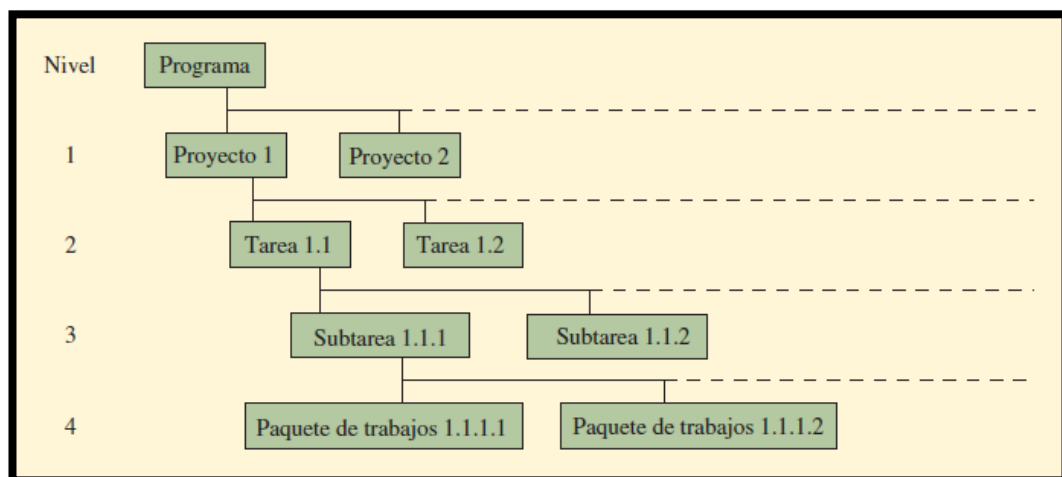 Nivel Programa
1 Proyecto 1 Proyecto 2
2 Tarea 1.1 Tarea 1.2
3 Subtarea 1.1.1 Subtarea 1.1.2
4 Paquete de trabajos 1.1.1.1 Paquete de trabajos 1.1.1.2